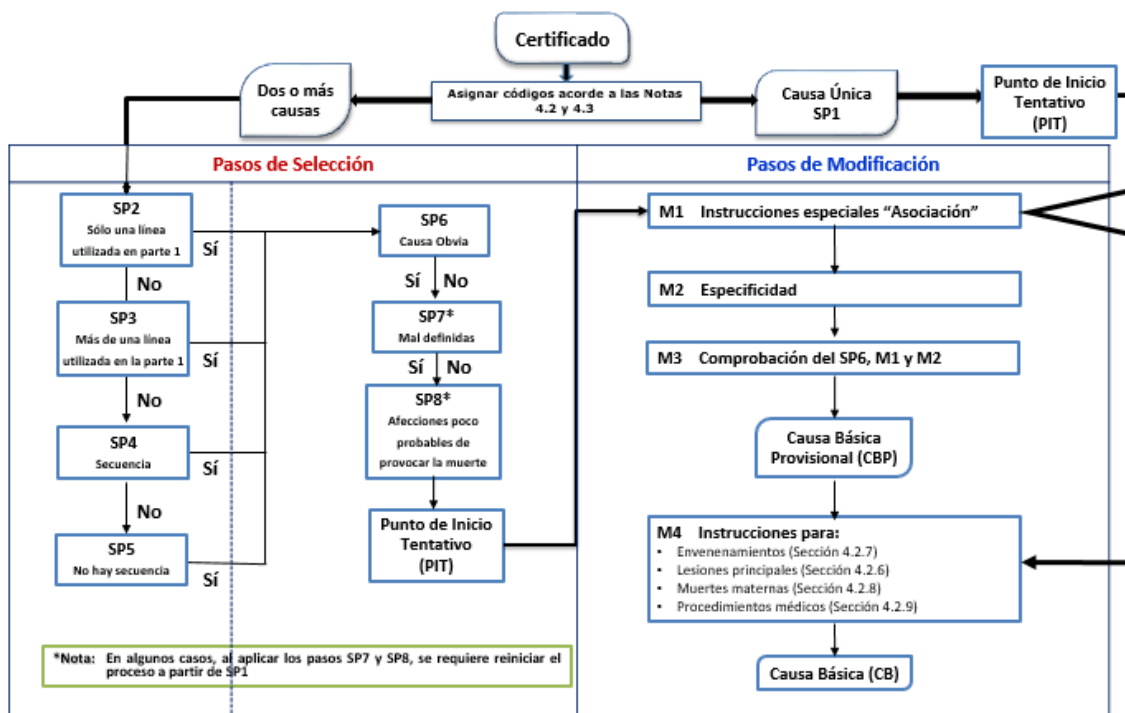 Certificado
Dos o más
causas
Asignar códigos acorde a las Notas
4.2 y 4.3
Causa Única
SP1
Punto de Inicio
Tentativo
(PIT)
Pasos de Selección
Pasos de Modificación
SP2
Sólo una línea
utilizada en parte 1
Sí
No
SP3
Más de una línea
utilizada en la parte 1
Sí
No
SP4
Secuencia
Sí
No
SP5
No hay secuencia
Sí
SP6
Causa Obvia
Sí No
SP7*
Mal definidas
Sí No
SP8*
Afecciones poco
probables de
provocar la muerte
Punto de Inicio
Tentativo
(PIT)
*Nota: En algunos casos, al aplicar los pasos SP7 y SP8, se requiere reiniciar el
proceso a partir de SP1
M1 Instrucciones especiales “Asociación”
M2 Especificidad
M3 Comprobación del SP6, M1 y M2
Causa Básica
Provisional (CBP)
M4 Instrucciones para:
• Envenenamientos (Sección 4.2.7)
• Lesiones principales (Sección 4.2.6)
• Muertes maternas (Sección 4.2.8)
• Procedimientos médicos (Sección 4.2.9)
Causa Básica (CB)